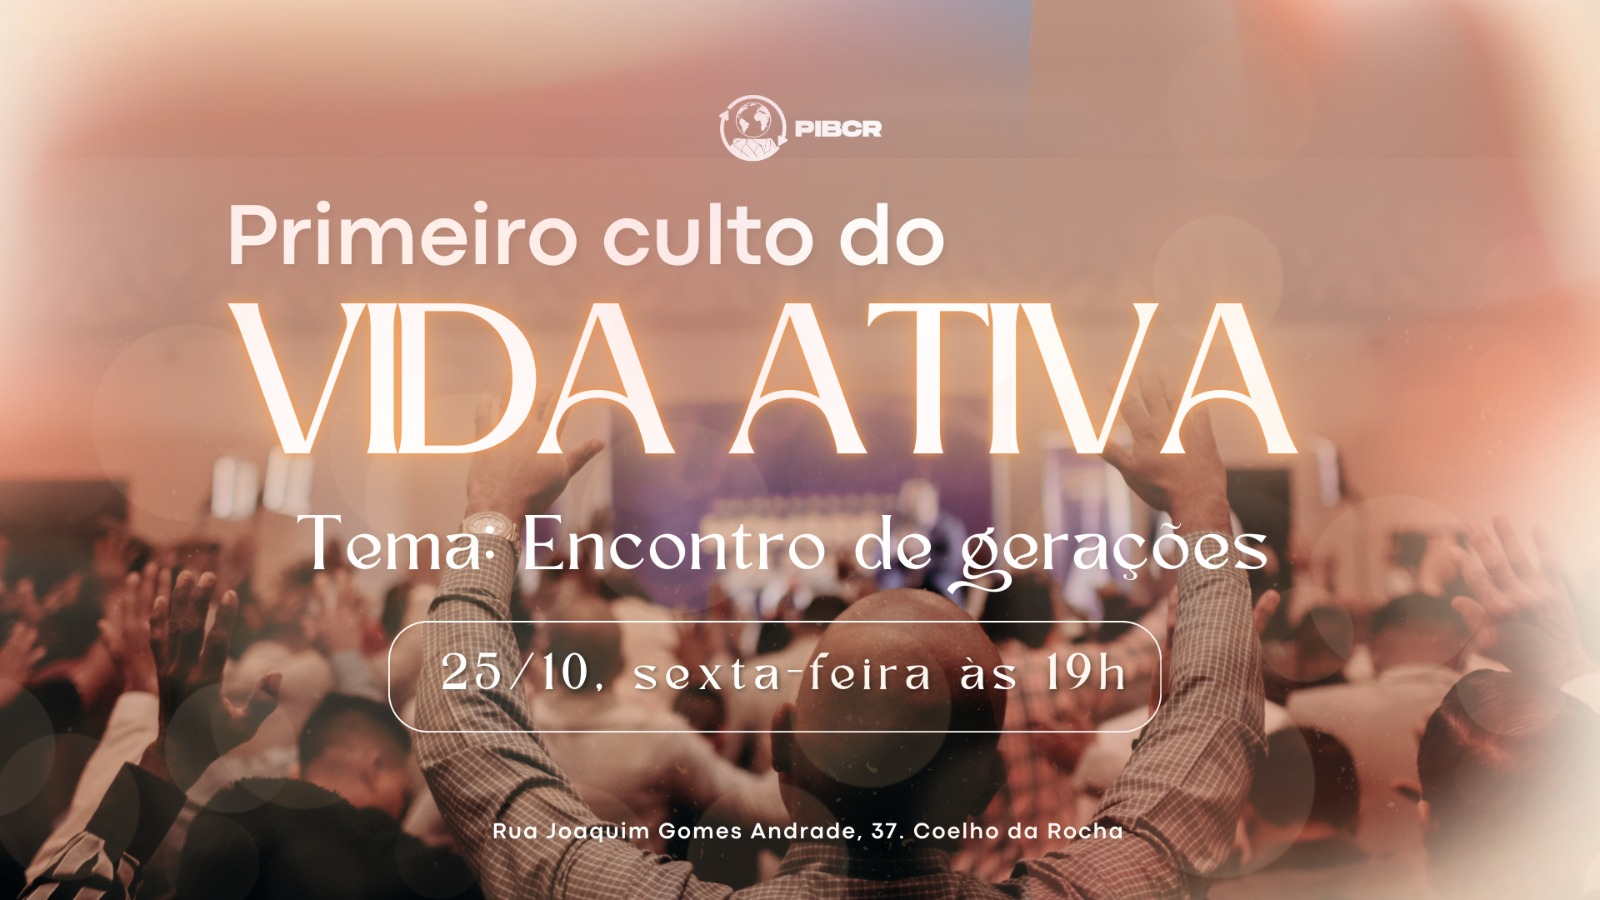 PIBCR
Primeiro culto do
VIDA ATIVA
Tema: Encontro de gerações
25/10, sexta-feira às 19h
Rua Joaquim Gomes Andrade, 37. Coelho da Rocha